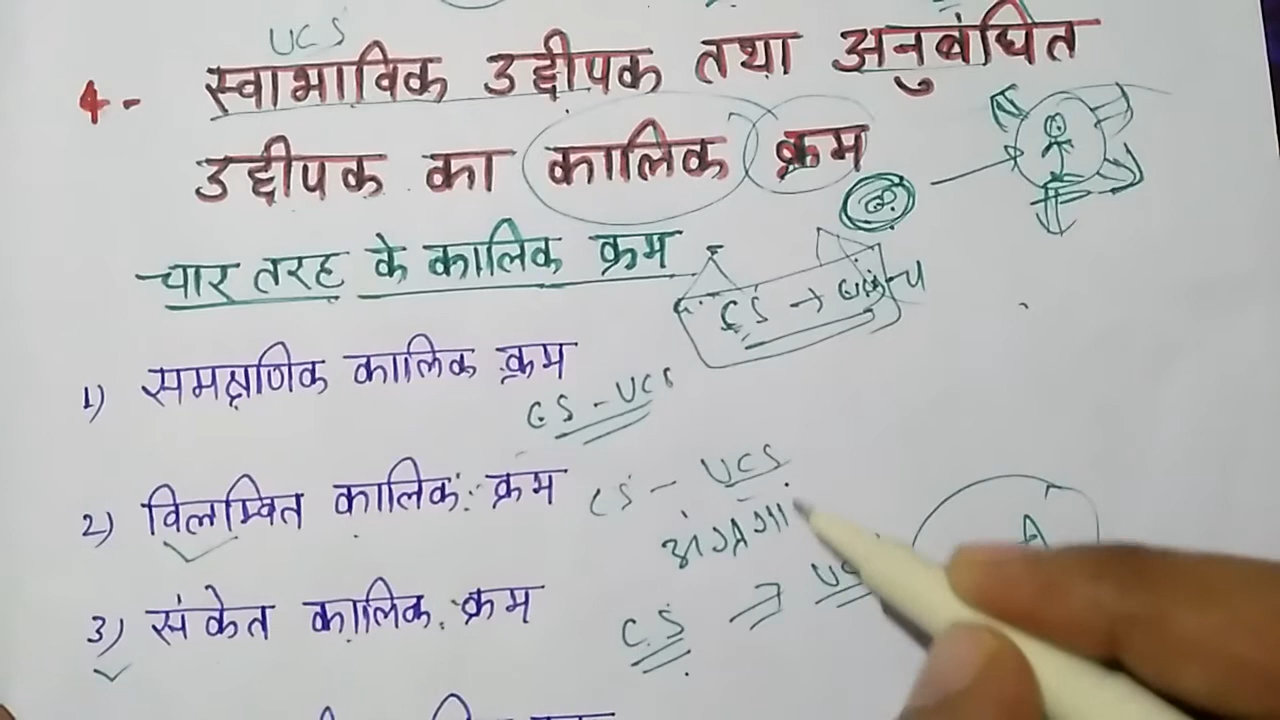 UCS
4- स्वाभाविक उद्दीपक तथा अनुबंधित
उद्दीपक का कालिक क्रम
चार तरह के कालिक क्रम
CS →
1) समक्षणिक कालिक क्रम
CS - UCS
2) विलम्बित कालिक क्रम CS - UCS
3) संकेत कालिक क्रम CS → UC
A